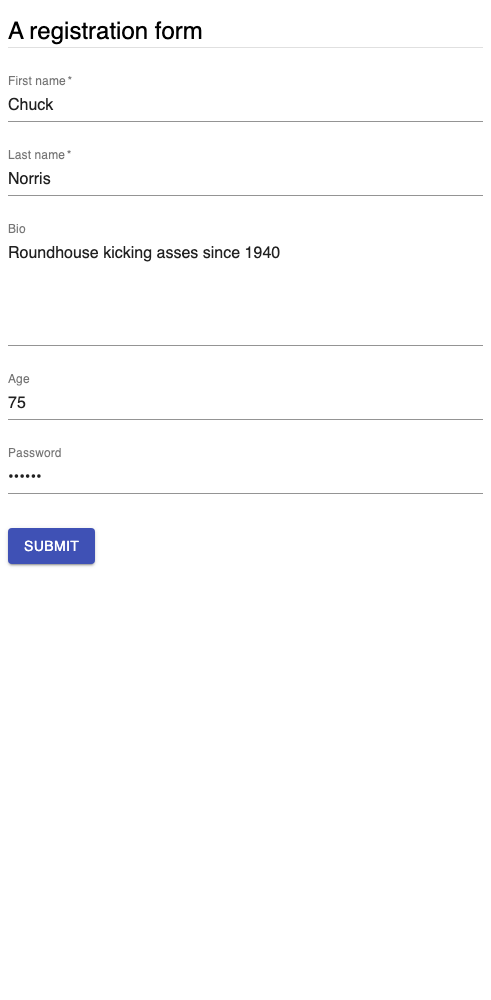 A registration form
First name *
Chuck
Last name *
Norris
Bio
Roundhouse kicking asses since 1940
Age
75
Password
••••••
SUBMIT